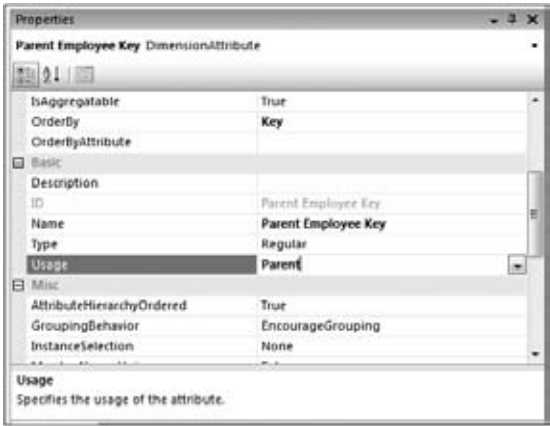 Properties
Parent Employee Key DimensionAttribute
IsAggregatable True
OrderBy Key
OrderByAttribute
Basic
Description
ID Parent Employee Key
Name Parent Employee Key
Type Regular
Usage Parent
Misc
AttributeHierarchyOrdered True
GroupingBehavior EncourageGrouping
InstanceSelection None
Usage
Specifies the usage of the attribute.